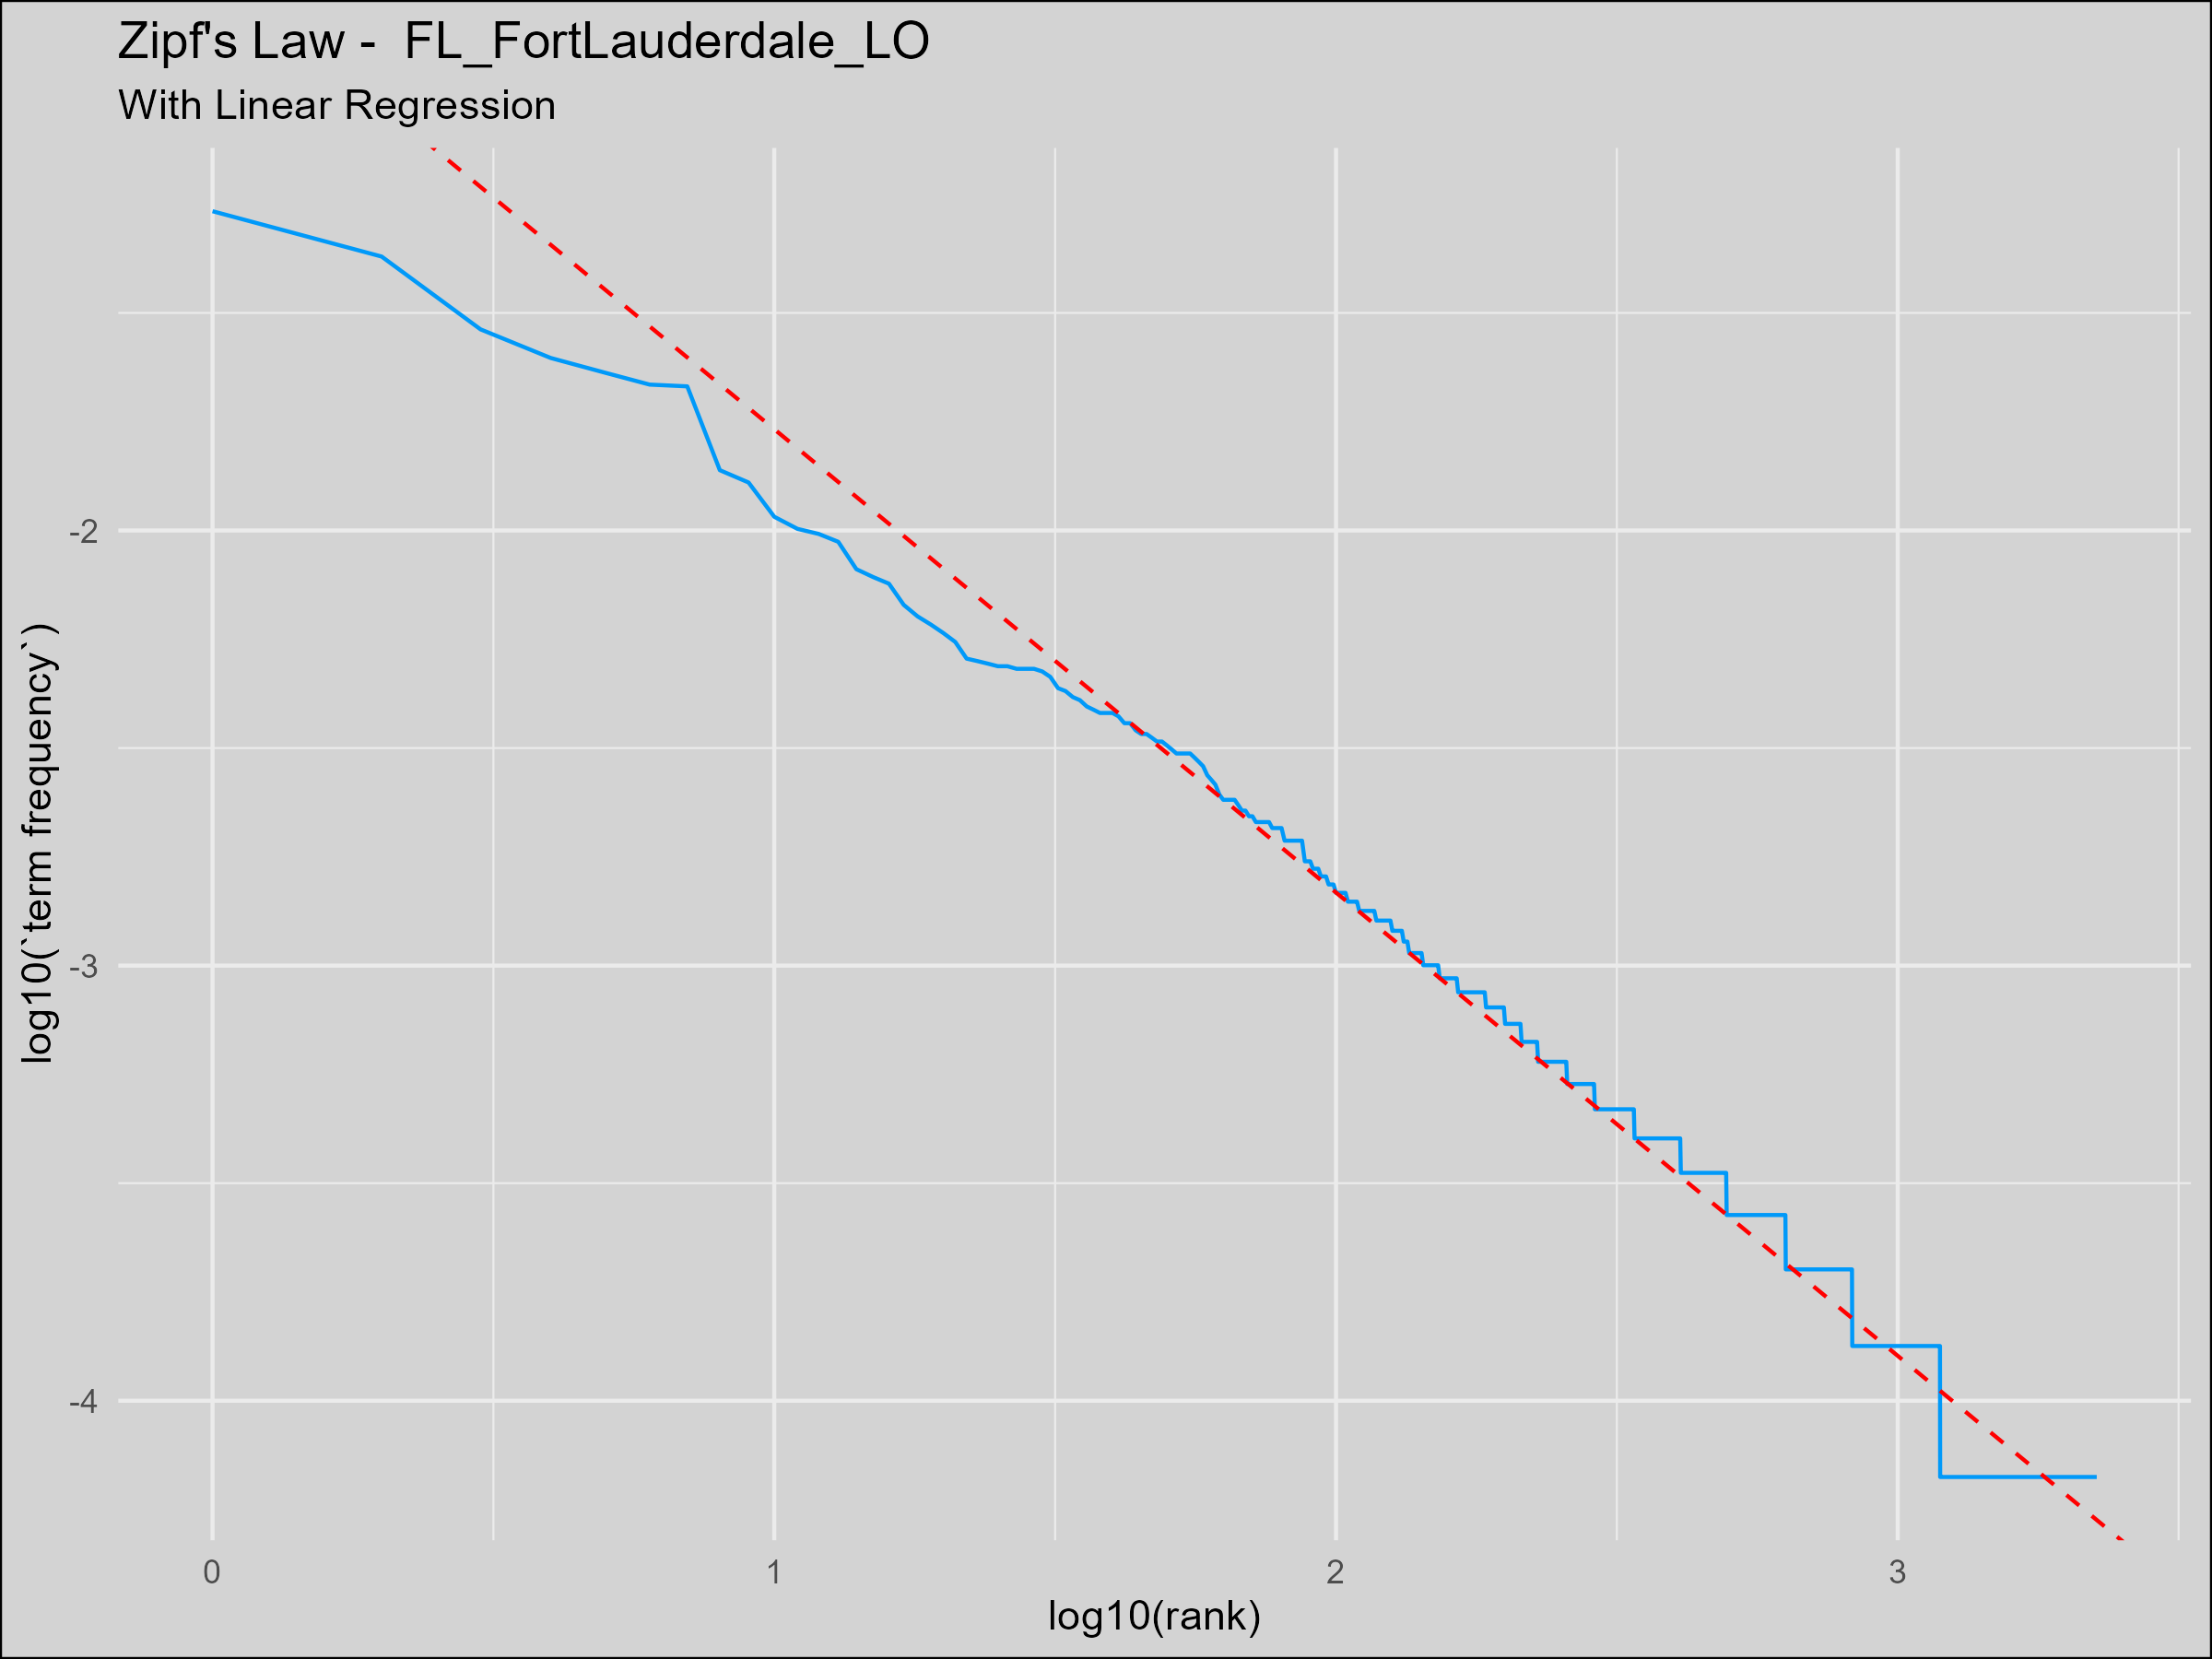 Zipf's Law -  FL_FortLauderdale_LO
With Linear Regression
log10(`term frequency`)
-2
-3
-4
0 1 2 3
log10(rank)